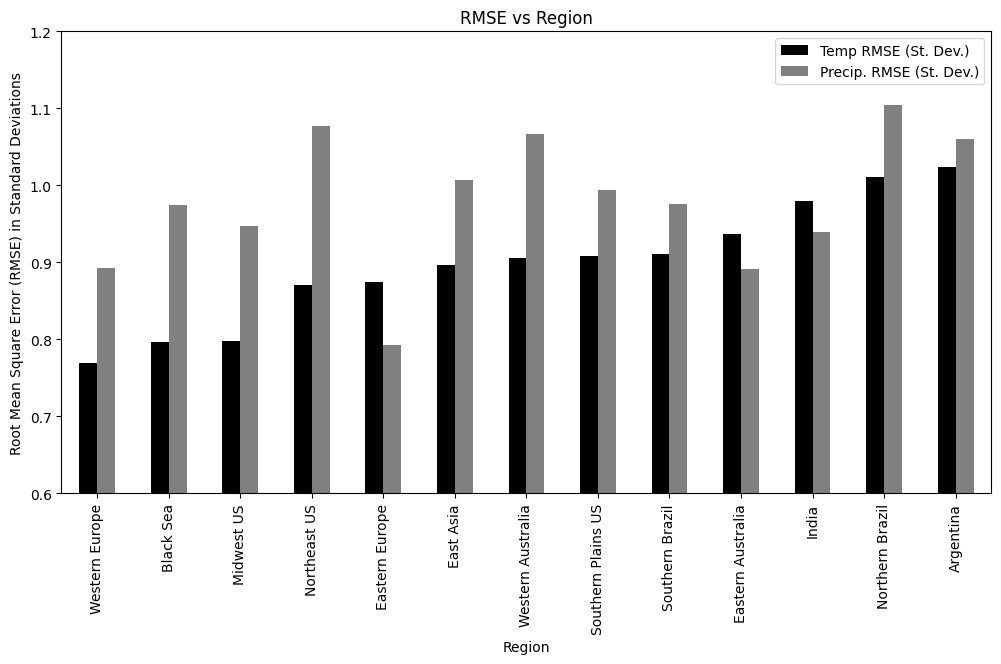 RMSE vs Region
Temp RMSE (St. Dev.)
Precip. RMSE (St. Dev.)
Root Mean Square Error (RMSE) in Standard Deviations
1.2
1.1
1.0
0.9
0.8
0.7
0.6
Western Europe
Black Sea
Midwest US
Northeast US
Eastern Europe
East Asia
Western Australia
Southern Plains US
Southern Brazil
Eastern Australia
India
Northern Brazil
Argentina
Region